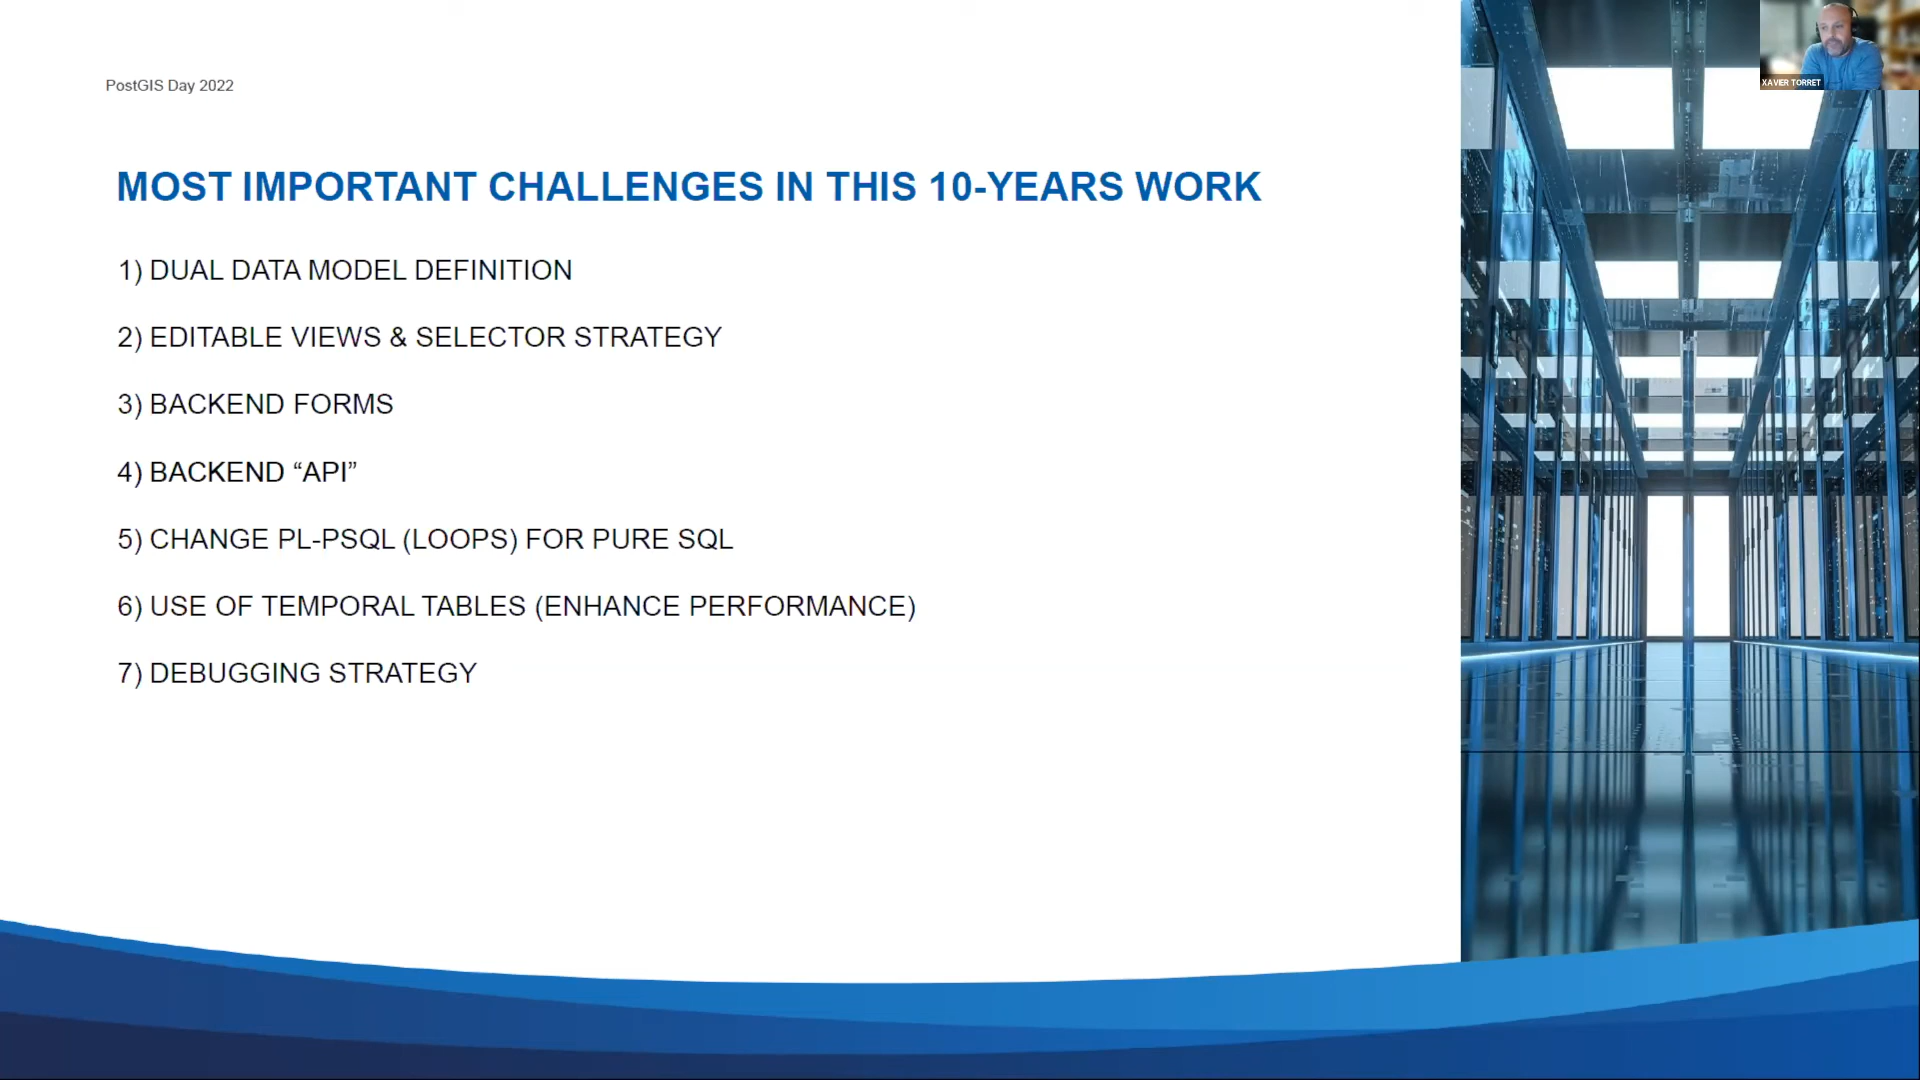 PostGIS Day 2022
XAVIER TORRET
MOST IMPORTANT CHALLENGES IN THIS 10-YEARS WORK
1) DUAL DATA MODEL DEFINITION
2) EDITABLE VIEWS & SELECTOR STRATEGY
3) BACKEND FORMS
4) BACKEND “API”
5) CHANGE PL-PSQL (LOOPS) FOR PURE SQL
6) USE OF TEMPORAL TABLES (ENHANCE PERFORMANCE)
7) DEBUGGING STRATEGY